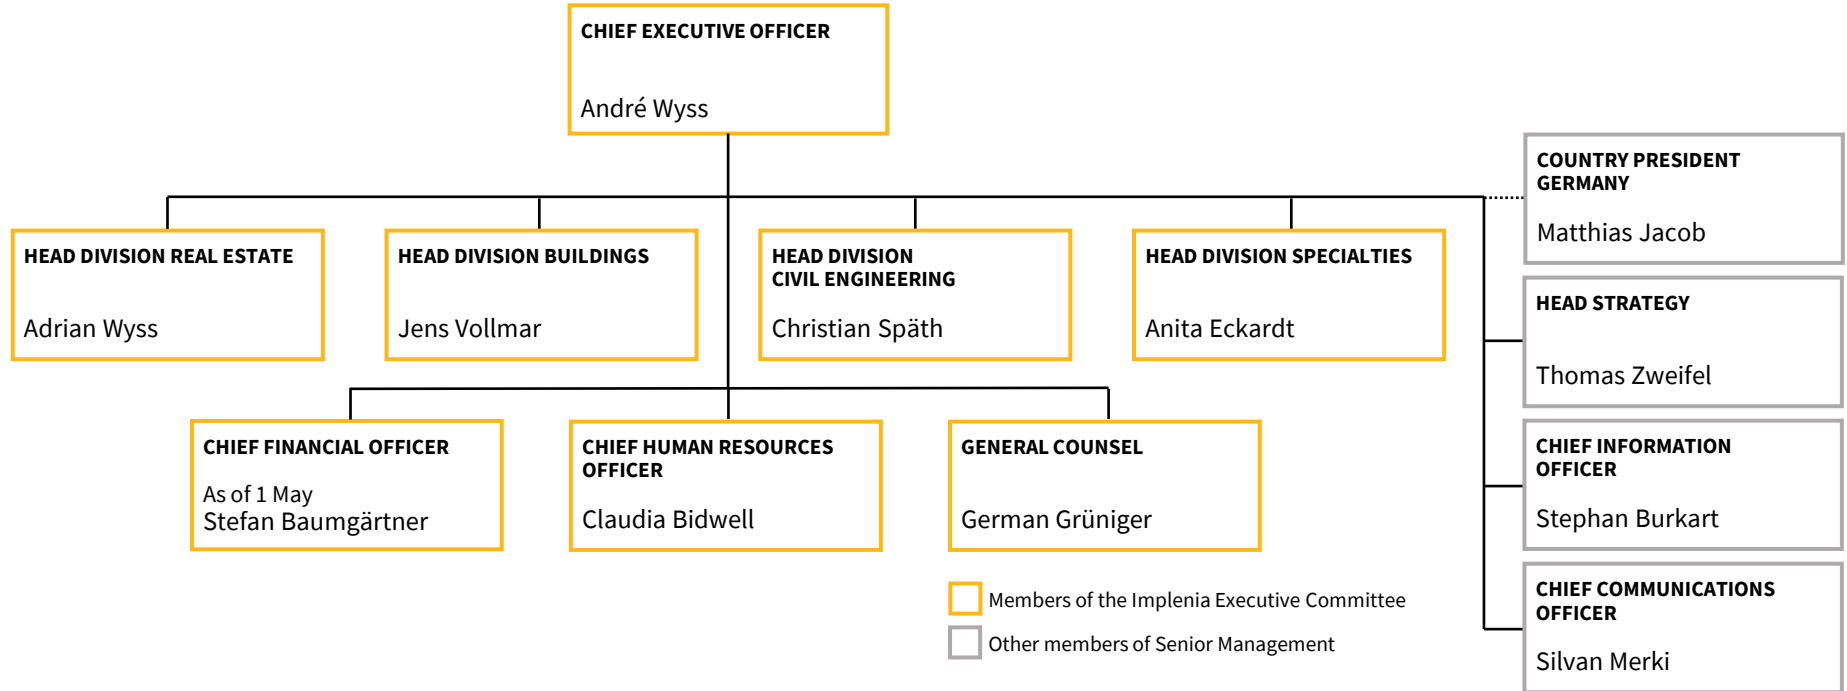 CHIEF EXECUTIVE OFFICER
André Wyss
COUNTRY PRESIDENT
GERMANY
Matthias Jacob
HEAD DIVISION REAL ESTATE
Adrian Wyss
HEAD DIVISION BUILDINGS
Jens Vollmar
HEAD DIVISION
CIVIL ENGINEERING
Christian Späth
HEAD DIVISION SPECIALTIES
Anita Eckardt
HEAD STRATEGY
Thomas Zweifel
CHIEF FINANCIAL OFFICER
As of 1 May
Stefan Baumgärtner
CHIEF HUMAN RESOURCES
OFFICER
Claudia Bidwell
GENERAL COUNSEL
German Grüniger
CHIEF INFORMATION
OFFICER
Stephan Burkart
CHIEF COMMUNICATIONS
OFFICER
Silvan Merki
Members of the Implenia Executive Committee
Other members of Senior Management